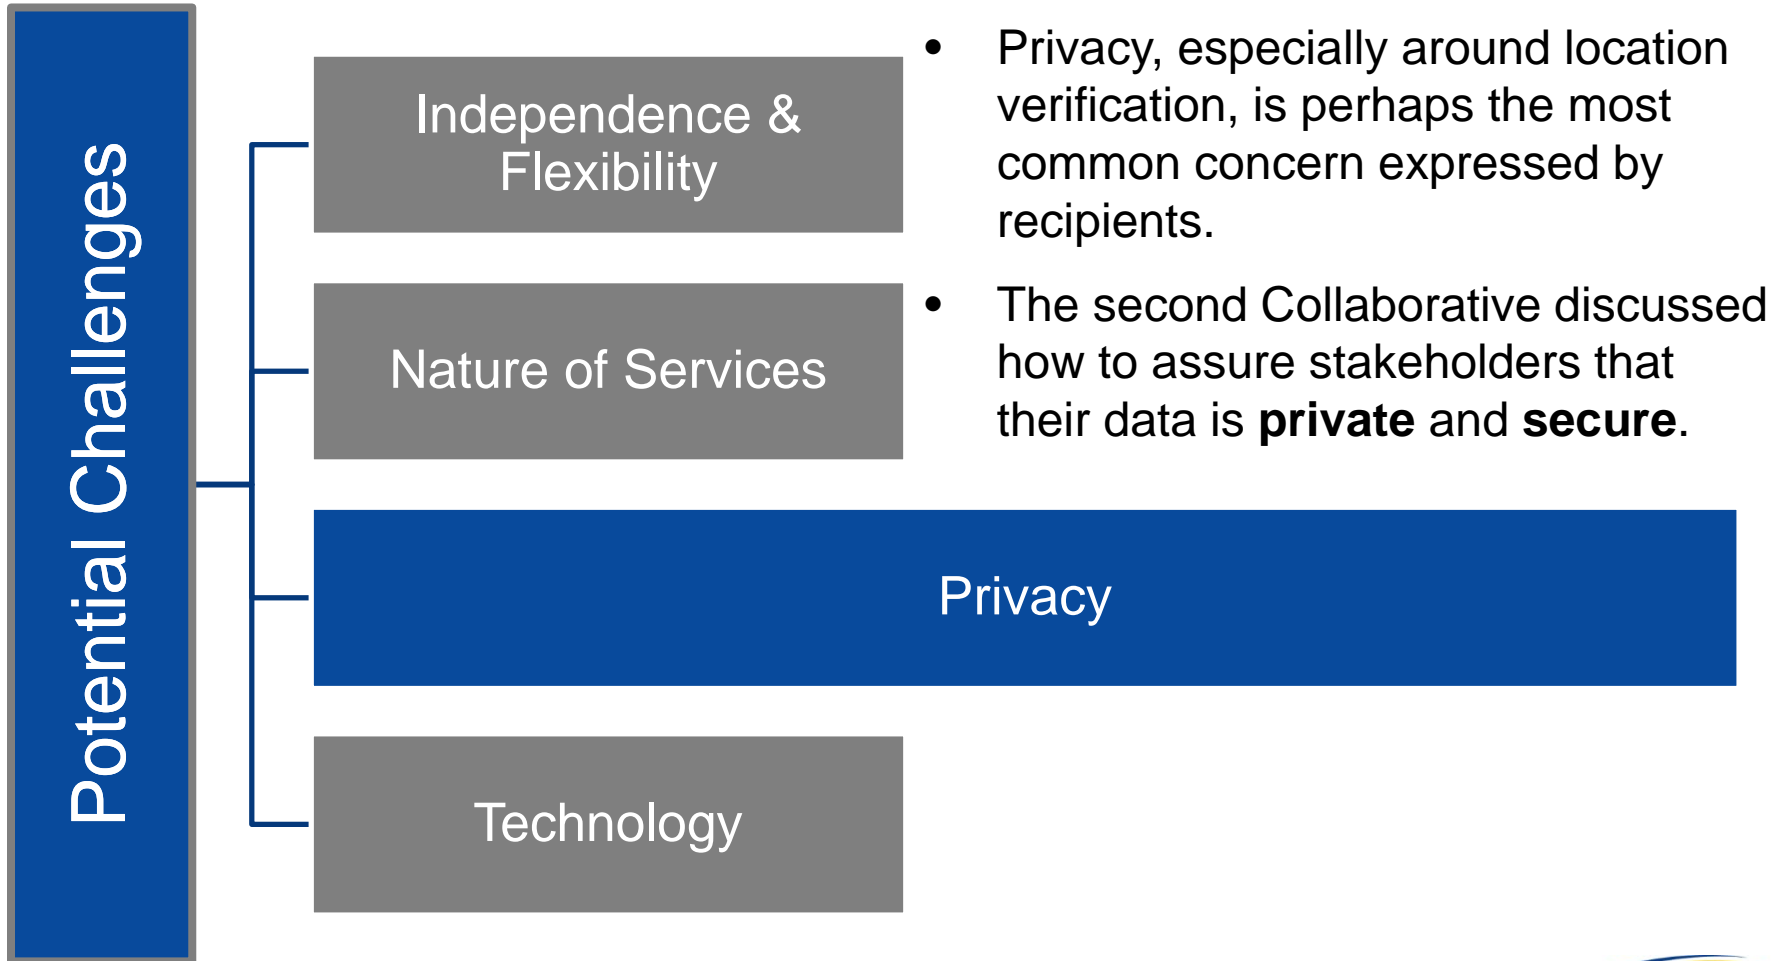 Potential Challenges
Independence &
Flexibility
Nature of Services
Privacy
Technology
• Privacy, especially around location
verification, is perhaps the most
common concern expressed by
recipients.
• The second Collaborative discussed
how to assure stakeholders that
their data is private and secure.